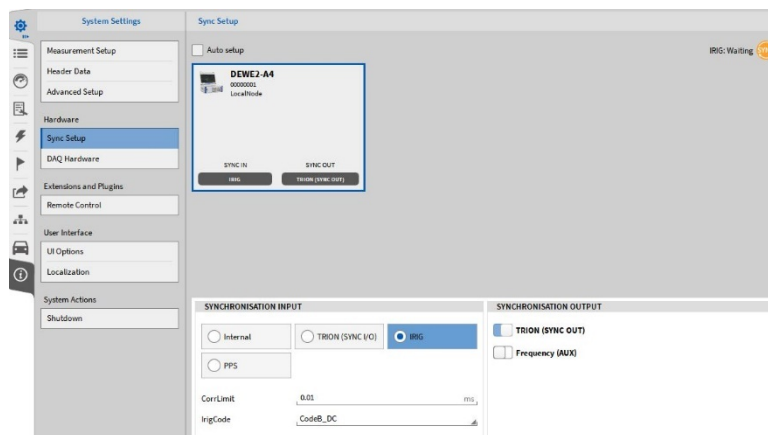 System Settings
Sync Setup
Measurement Setup
Header Data
Advanced Setup
Hardware
Sync Setup
DAQ Hardware
Extensions and Plugins
Remote Control
User Interface
UI Options
Localization
System Actions
Shutdown
Auto setup
IRIG: Waiting
DEWE2-A4
00000001
LocalNode
SYNC IN
SYNC OUT
IRIG
TRION (SYNC OUT)
SYNCHRONISATION INPUT
Internal
TRION (SYNC I/O)
IRIG
PPS
CorrLimit
0.01
ms
IrigCode
CodeB_DC
SYNCHRONISATION OUTPUT
TRION (SYNC OUT)
Frequency (AUX)